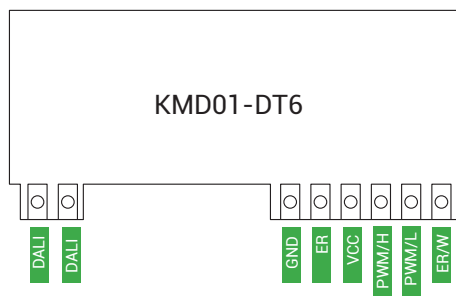 KMD01-DT6
DALI
DALI
GND
ER
VCC
PWM/H
PWM/L
ER/W